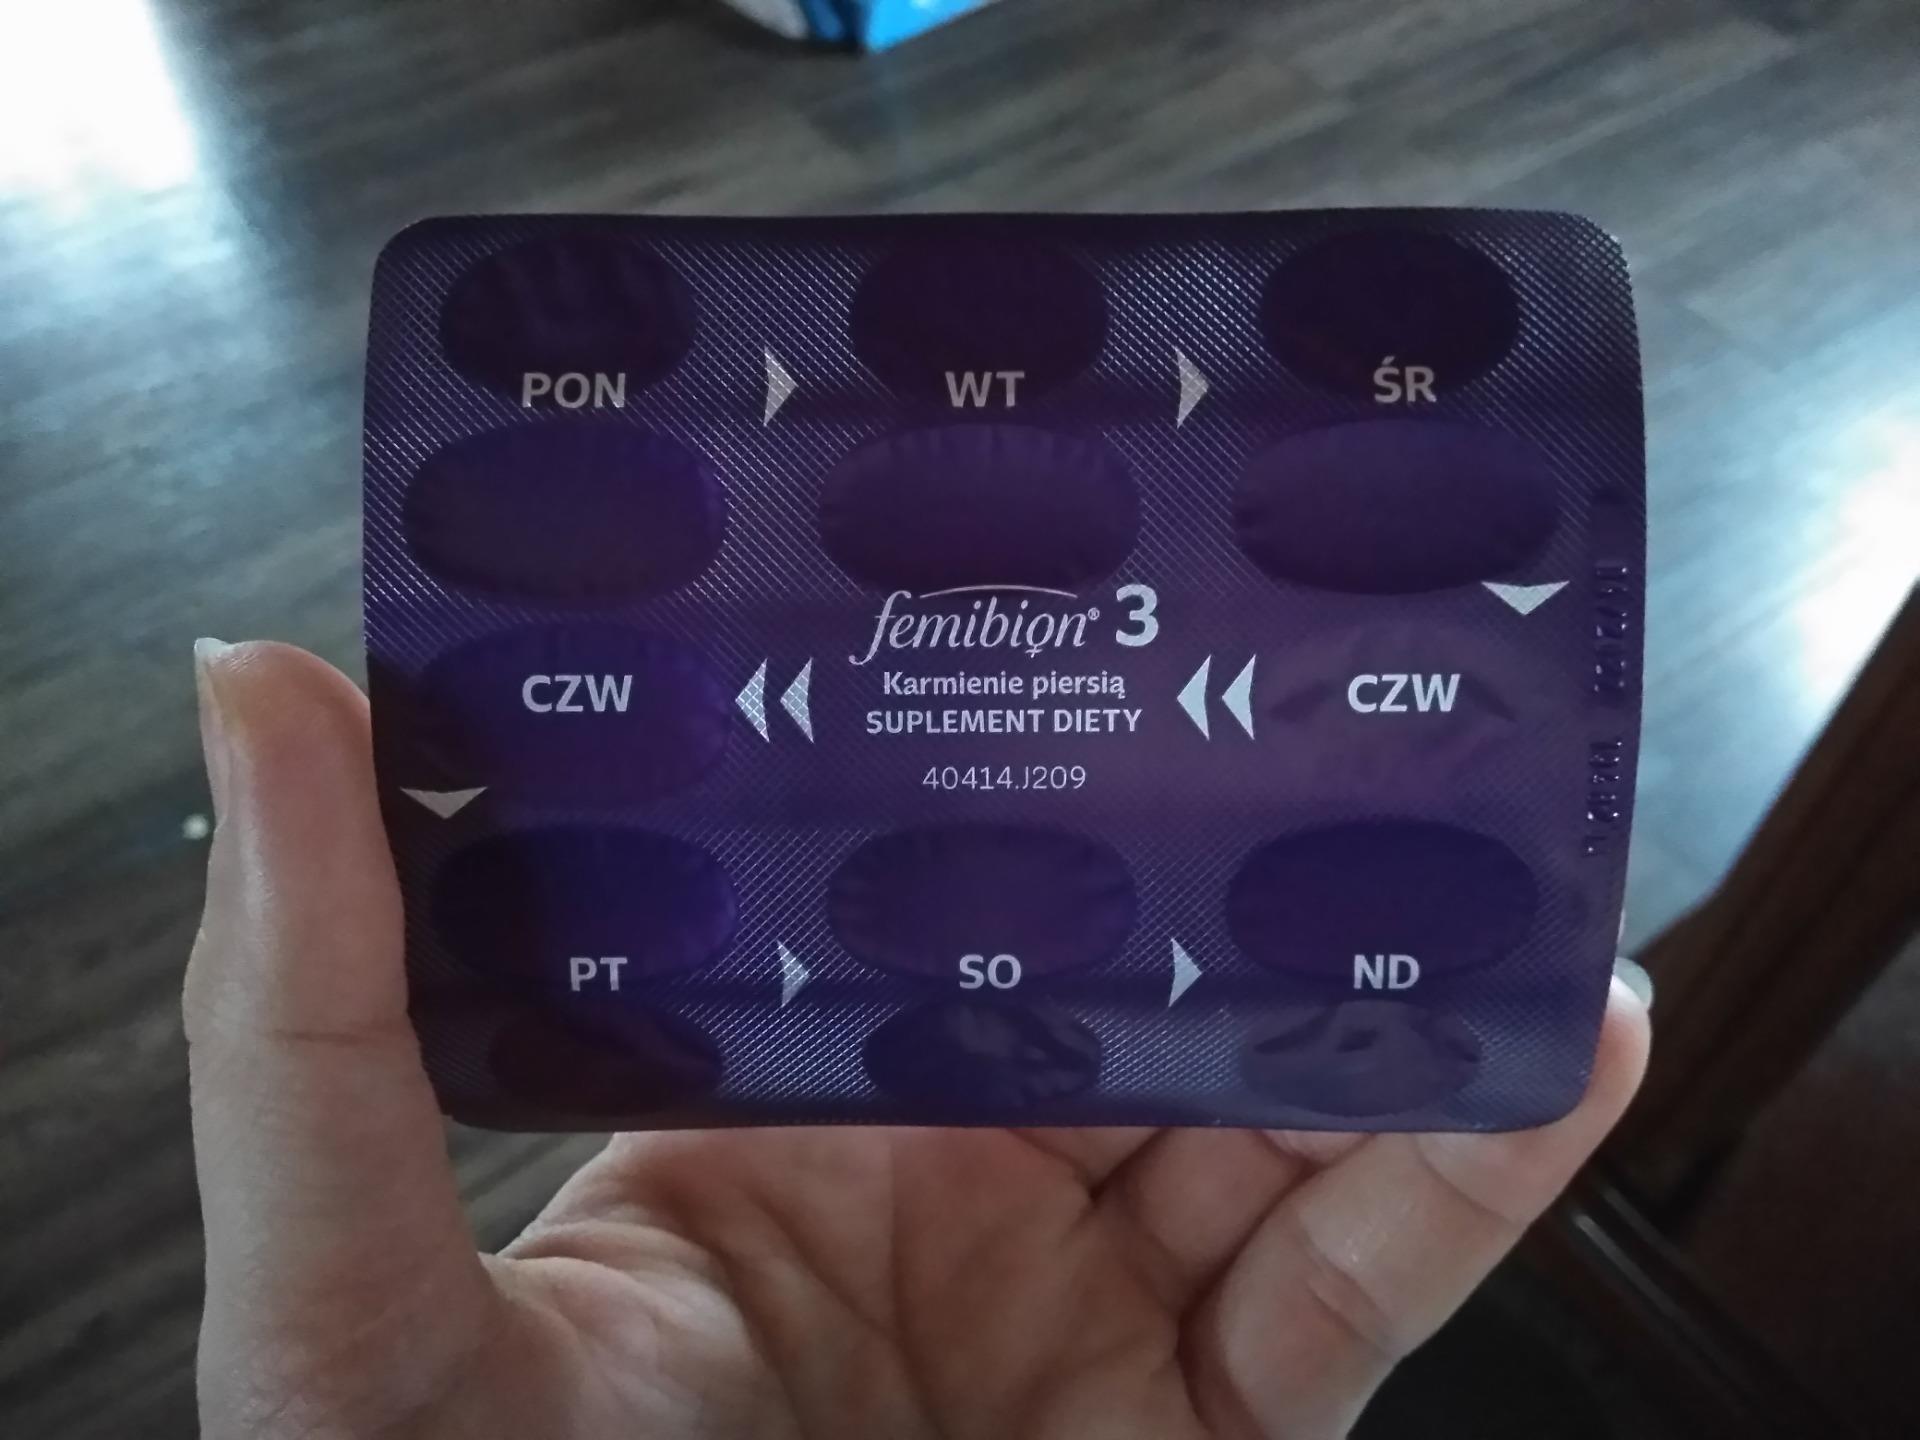 PON WT ŚR
femibion® 3
Karmienie piersią
CZW CZW
SUPLEMENT DIETY
40414.J209
PT SO ND